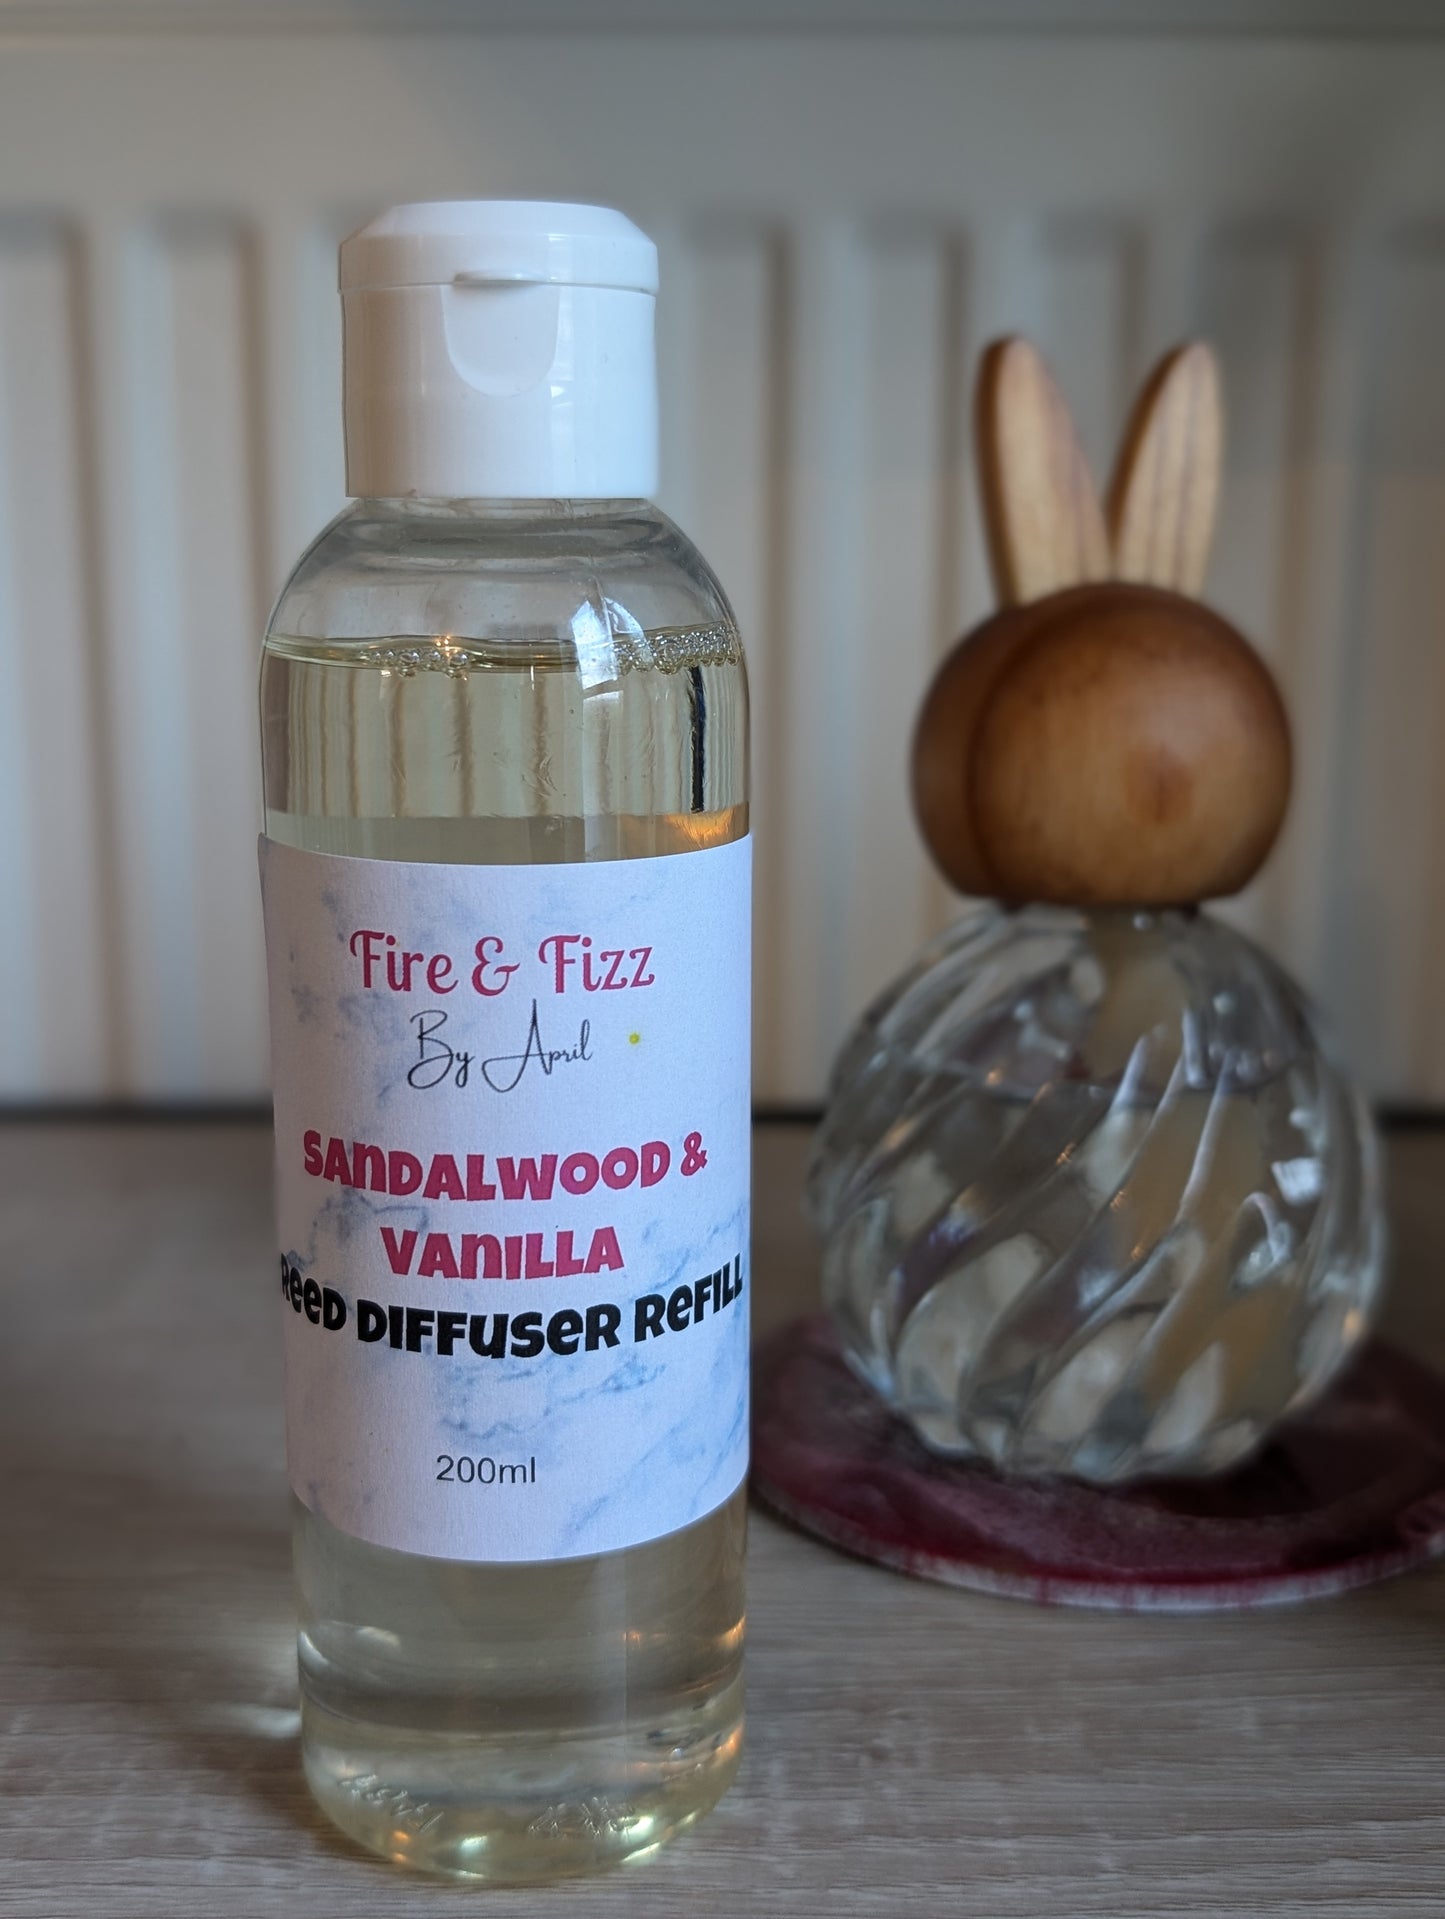 Fire & Fizz
By April
SANDALWOOD &
VANILLA
REED DIFFUSER REFILL
200ml